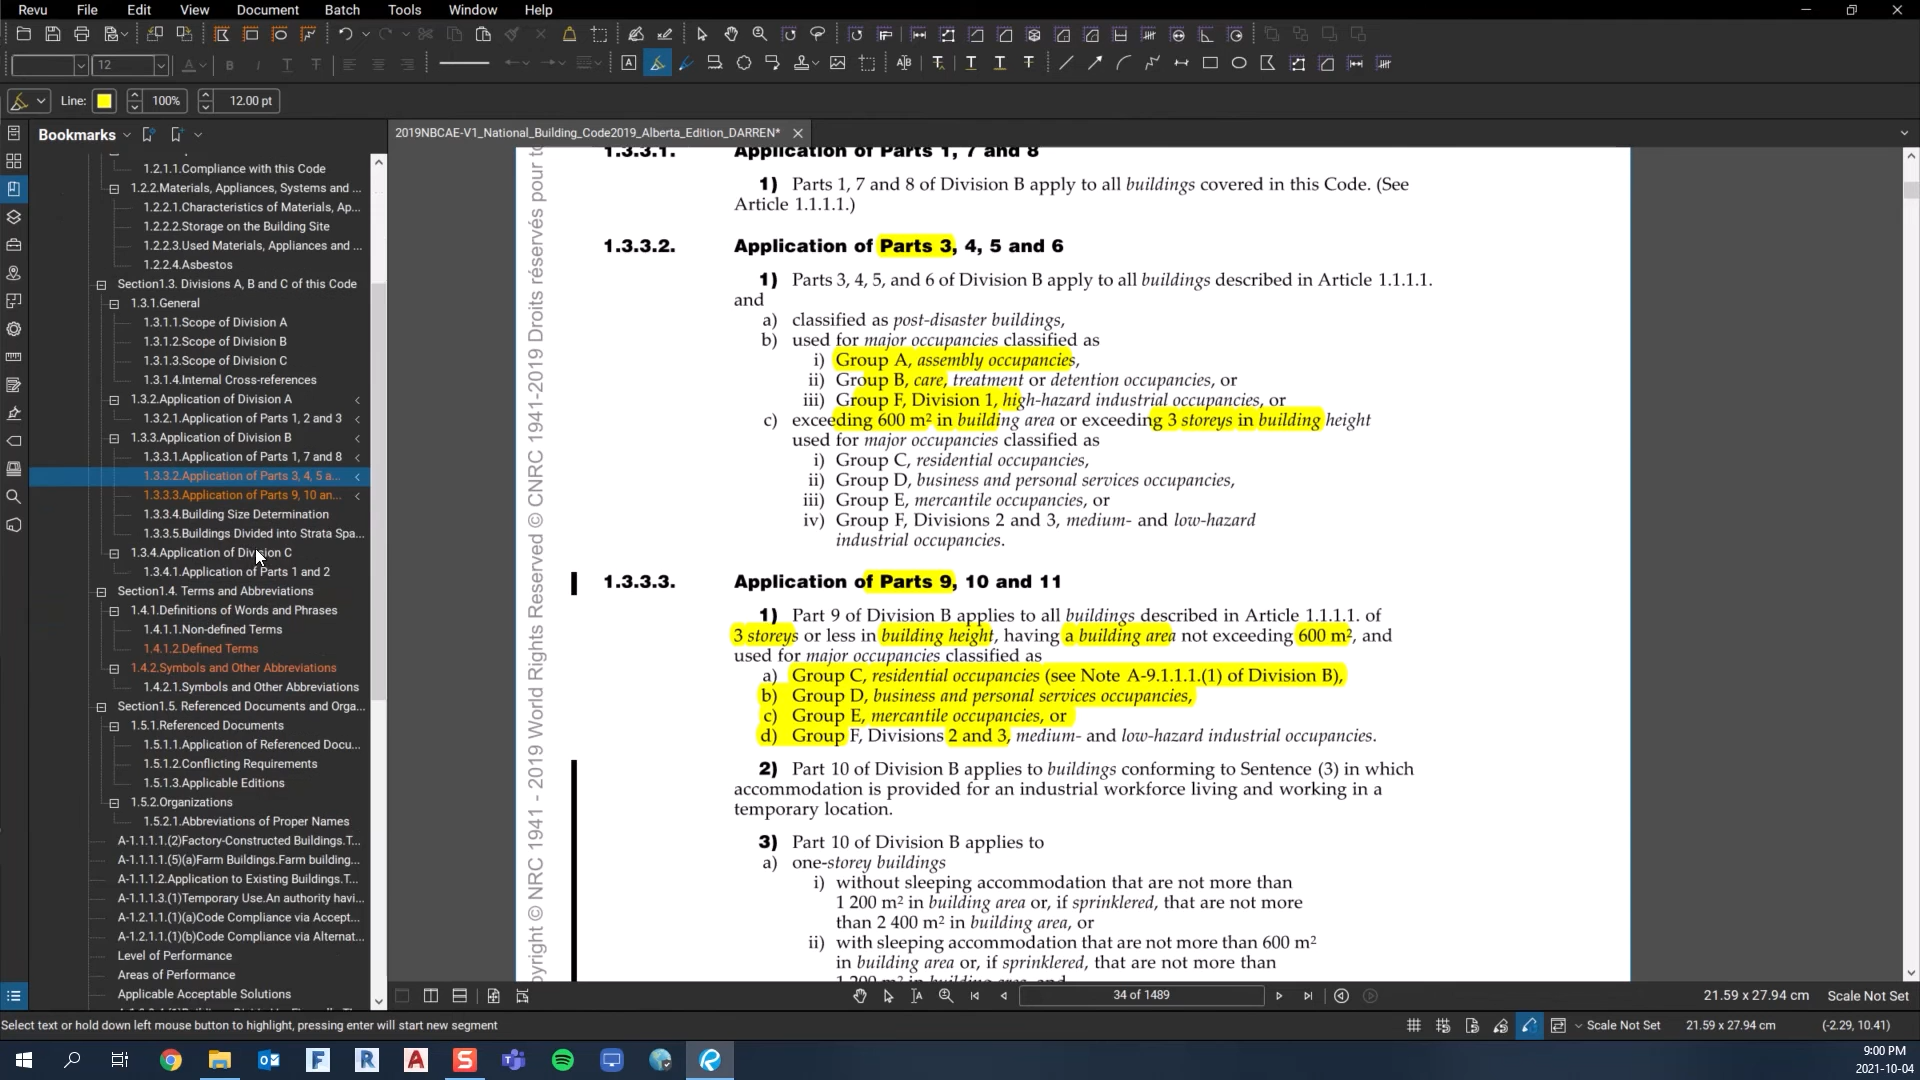 Revu File Edit View Document Batch Tools Window Help
12
Line: 100% 12.00 pt
Bookmarks
2019NBCAE-V1_National_Building_Code2019_Alberta_Edition_DARREN*
1.2.1.1.Compliance with this Code
1.2.2.Materials, Appliances, Systems and ...
1.2.2.1.Characteristics of Materials, Ap...
1.2.2.2.Storage on the Building Site
1.2.2.3.Used Materials, Appliances and ...
1.2.2.4.Asbestos
Section1.3. Divisions A, B and C of this Code
1.3.1.General
1.3.1.1.Scope of Division A
1.3.1.2.Scope of Division B
1.3.1.3.Scope of Division C
1.3.1.4.Internal Cross-references
1.3.2.Application of Division A
1.3.2.1.Application of Parts 1, 2 and 3
1.3.3.Application of Division B
1.3.3.1.Application of Parts 1, 7 and 8
1.3.3.2.Application of Parts 3, 4, 5 a...
1.3.3.3.Application of Parts 9, 10 an...
1.3.3.4.Building Size Determination
1.3.3.5.Buildings Divided into Strata Spa...
1.3.4.Application of Division C
1.3.4.1.Application of Parts 1 and 2
Section1.4. Terms and Abbreviations
1.4.1.Definitions of Words and Phrases
1.4.1.1.Non-defined Terms
1.4.1.2.Defined Terms
1.4.2.Symbols and Other Abbreviations
1.4.2.1.Symbols and Other Abbreviations
Section1.5. Referenced Documents and Orga...
1.5.1.Referenced Documents
1.5.1.1.Application of Referenced Docu...
1.5.1.2.Conflicting Requirements
1.5.1.3.Applicable Editions
1.5.2.Organizations
1.5.2.1.Abbreviations of Proper Names
A-1.1.1.1.(2)Factory-Constructed Buildings.T...
A-1.1.1.1.(5)(a)Farm Buildings.Farm building...
A-1.1.1.2.Application to Existing Buildings.T...
A-1.1.1.3.(1)Temporary Use.An authority havi...
A-1.2.1.1.(1)(a)Code Compliance via Accept...
A-1.2.1.1.(1)(b)Code Compliance via Alternat...
Level of Performance
Areas of Performance
Applicable Acceptable Solutions
opyright © NRC 1941 - 2019 World Rights Reserved © CNRC 1941-2019 Droits réservés pour to
1.3.3.1. Application of Parts 1, 7 and 8
1) Parts 1, 7 and 8 of Division B apply to all buildings covered in this Code. (See
Article 1.1.1.1.)
1.3.3.2. Application of Parts 3, 4, 5 and 6
1) Parts 3, 4, 5, and 6 of Division B apply to all buildings described in Article 1.1.1.1.
and
a) classified as post-disaster buildings,
b) used for major occupancies classified as
i) Group A, assembly occupancies,
ii) Group B, care, treatment or detention occupancies, or
iii) Group F, Division 1, high-hazard industrial occupancies, or
c) exceeding 600 m² in building area or exceeding 3 storeys in building height
used for major occupancies classified as
i) Group C, residential occupancies,
ii) Group D, business and personal services occupancies,
iii) Group E, mercantile occupancies, or
iv) Group F, Divisions 2 and 3, medium- and low-hazard
industrial occupancies.
1.3.3.3. Application of Parts 9, 10 and 11
1) Part 9 of Division B applies to all buildings described in Article 1.1.1.1. of
3 storeys or less in building height, having a building area not exceeding 600 m², and
used for major occupancies classified as
a) Group C, residential occupancies (see Note A-9.1.1.1.(1) of Division B),
b) Group D, business and personal services occupancies,
c) Group E, mercantile occupancies, or
d) Group F, Divisions 2 and 3, medium- and low-hazard industrial occupancies.
2) Part 10 of Division B applies to buildings conforming to Sentence (3) in which
accommodation is provided for an industrial workforce living and working in a
temporary location.
3) Part 10 of Division B applies to
a) one-storey buildings
i) without sleeping accommodation that are not more than
1 200 m² in building area or, if sprinklered, that are not more
than 2 400 m² in building area, or
ii) with sleeping accommodation that are not more than 600 m²
in building area or, if sprinklered, that are not more than
1 200 m² in building area, and
34 of 1489
21.59 x 27.94 cm Scale Not Set
Select text or hold down left mouse button to highlight, pressing enter will start new segment
Scale Not Set 21.59 x 27.94 cm (-2.29, 10.41)
9:00 PM
2021-10-04